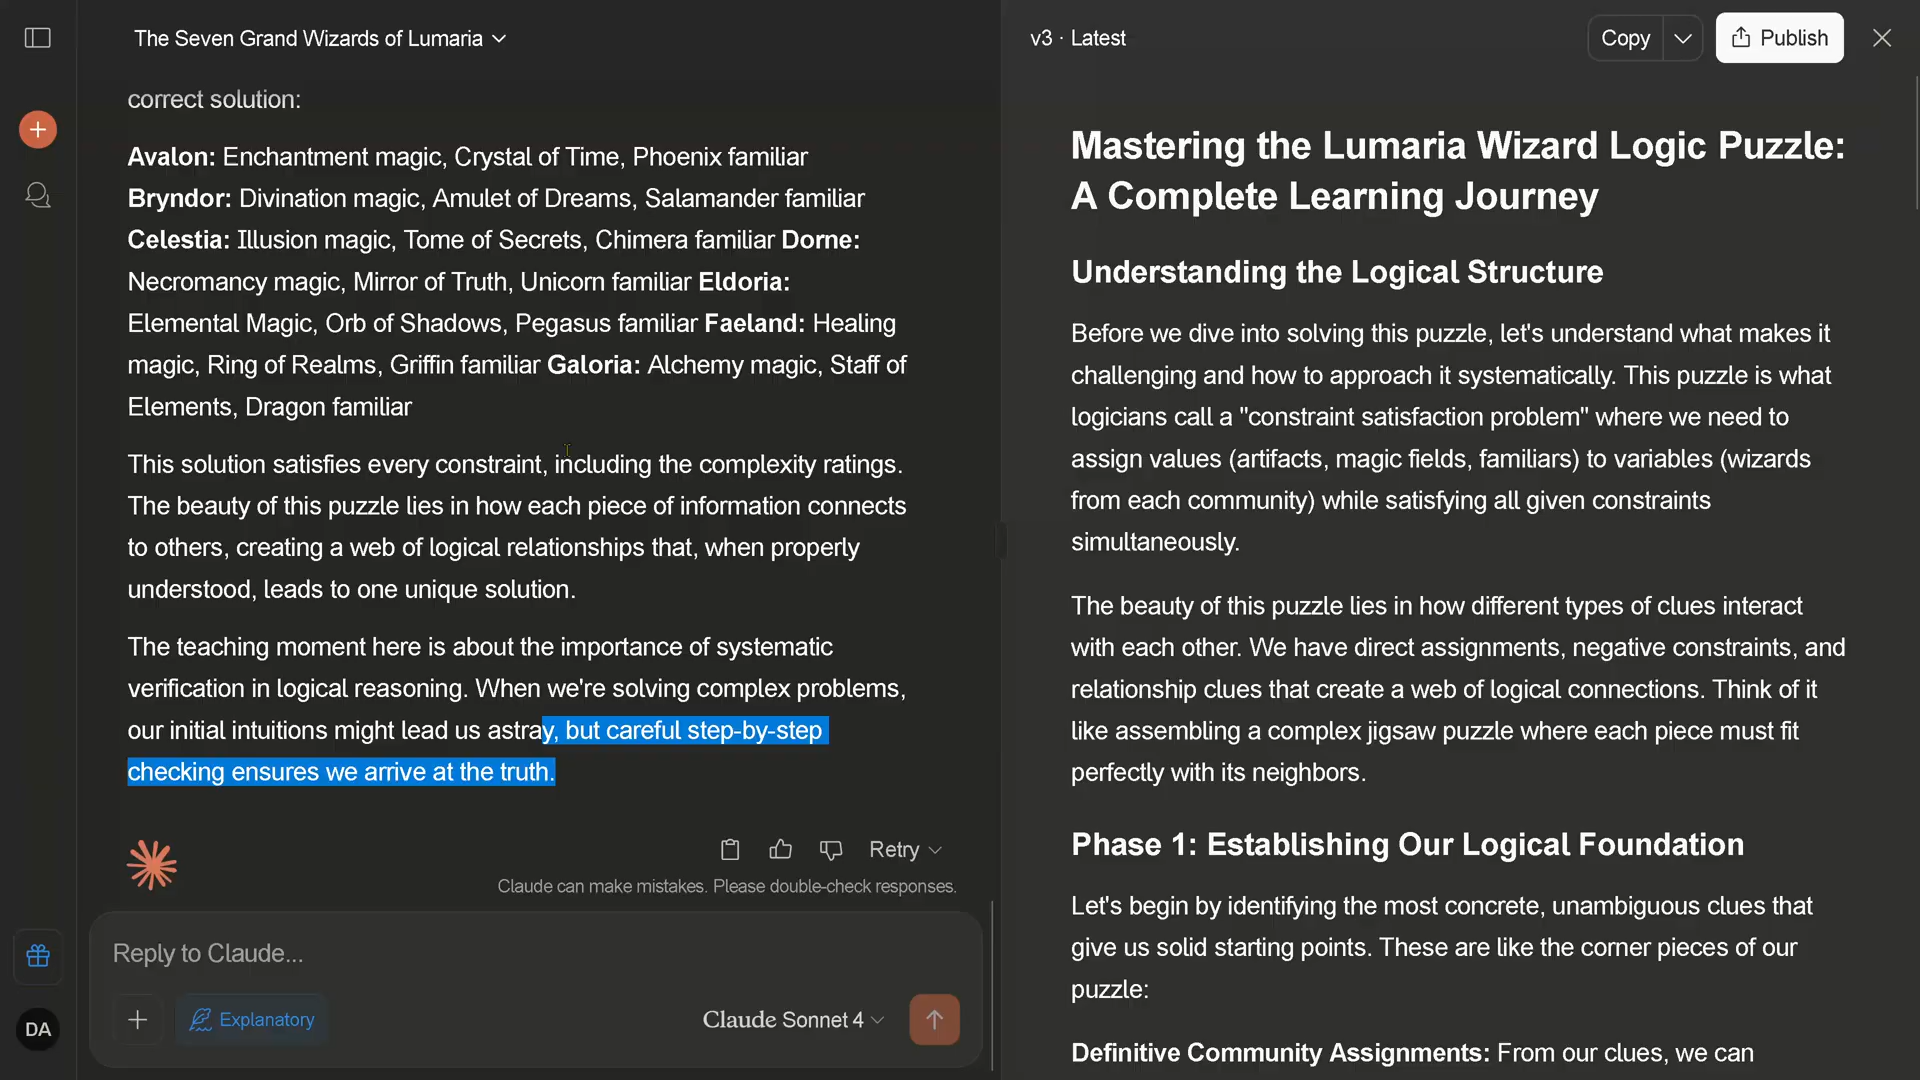 The Seven Grand Wizards of Lumaria
correct solution:
Avalon: Enchantment magic, Crystal of Time, Phoenix familiar
Bryndor: Divination magic, Amulet of Dreams, Salamander familiar
Celestia: Illusion magic, Tome of Secrets, Chimera familiar Dorne:
Necromancy magic, Mirror of Truth, Unicorn familiar Eldoria:
Elemental Magic, Orb of Shadows, Pegasus familiar Faeland: Healing
magic, Ring of Realms, Griffin familiar Galoria: Alchemy magic, Staff of
Elements, Dragon familiar
This solution satisfies every constraint, including the complexity ratings.
The beauty of this puzzle lies in how each piece of information connects
to others, creating a web of logical relationships that, when properly
understood, leads to one unique solution.
The teaching moment here is about the importance of systematic
verification in logical reasoning. When we're solving complex problems,
our initial intuitions might lead us astray, but careful step-by-step
checking ensures we arrive at the truth.
Retry
Claude can make mistakes. Please double-check responses.
Reply to Claude...
Explanatory
Claude Sonnet 4
DA
v3 · Latest
Copy
Publish
Mastering the Lumaria Wizard Logic Puzzle:
A Complete Learning Journey
Understanding the Logical Structure
Before we dive into solving this puzzle, let's understand what makes it
challenging and how to approach it systematically. This puzzle is what
logicians call a "constraint satisfaction problem" where we need to
assign values (artifacts, magic fields, familiars) to variables (wizards
from each community) while satisfying all given constraints
simultaneously.
The beauty of this puzzle lies in how different types of clues interact
with each other. We have direct assignments, negative constraints, and
relationship clues that create a web of logical connections. Think of it
like assembling a complex jigsaw puzzle where each piece must fit
perfectly with its neighbors.
Phase 1: Establishing Our Logical Foundation
Let's begin by identifying the most concrete, unambiguous clues that
give us solid starting points. These are like the corner pieces of our
puzzle:
Definitive Community Assignments: From our clues, we can